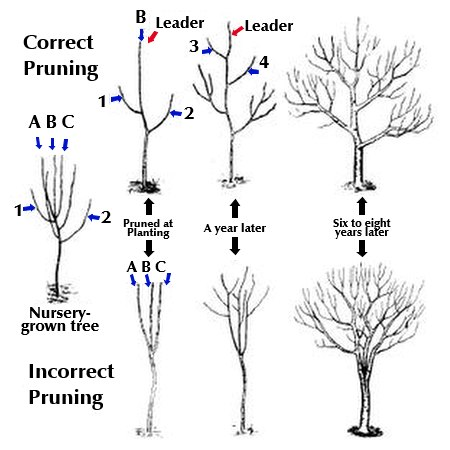 Correct
Pruning
B
Leader
1
2
Leader
3
4
A B C
1
2
Nursery-
grown tree
Pruned at
Planting
A year later
Six to eight
years later
A B C
Incorrect
Pruning